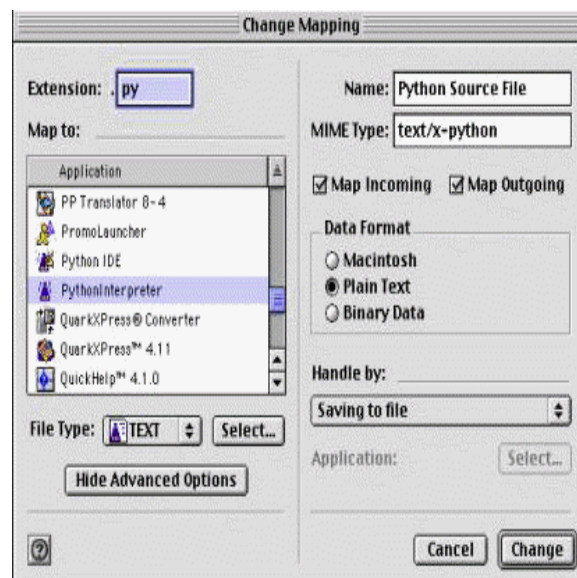 Change Mapping
Extension: .py
Map to:
Application
PP Translator 8-4
PromoLauncher
Python IDE
PythonInterpreter
QuarkXPress® Converter
QuarkXPress™ 4.11
QuickHelp™ 4.1.0
File Type: TEXT Select...
Hide Advanced Options
Name: Python Source File
MIME Type: text/x-python
Map Incoming Map Outgoing
Data Format
Macintosh
Plain Text
Binary Data
Handle by:
Saving to file
Application: Select...
?
Cancel Change